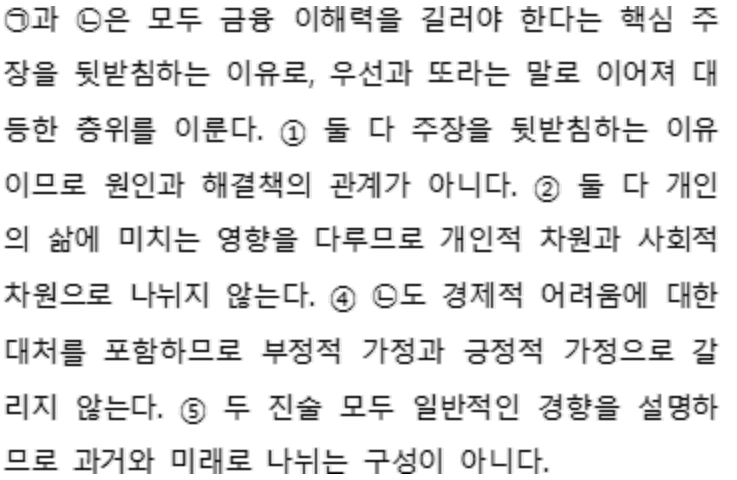 ㉠과 ㉡은 모두 금융 이해력을 길러야 한다는 핵심 주
장을 뒷받침하는 이유로, 우선과 또라는 말로 이어져 대
등한 층위를 이룬다. ① 둘 다 주장을 뒷받침하는 이유
이므로 원인과 해결책의 관계가 아니다. ② 둘 다 개인
의 삶에 미치는 영향을 다루므로 개인적 차원과 사회적
차원으로 나뉘지 않는다. ④ ㉡도 경제적 어려움에 대한
대처를 포함하므로 부정적 가정과 긍정적 가정으로 갈
리지 않는다. ⑤ 두 진술 모두 일반적인 경향을 설명하
므로 과거와 미래로 나뉘는 구성이 아니다.